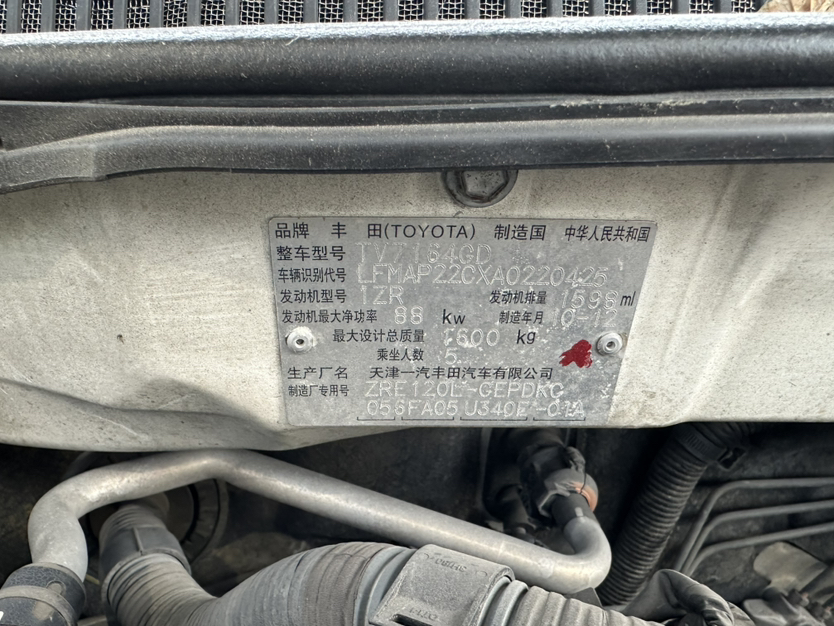 品牌 丰 田(TOYOTA) 制造国 中华人民共和国
整车型号 TV7164GD
车辆识别代号 LFMAP22CXA0220425
发动机型号 1ZR 发动机排量 1598 ml
发动机最大净功率 88 kw 制造年月 10-12
最大设计总质量 1600 kg
乘坐人数 5
生产厂名 天津一汽丰田汽车有限公司
制造厂专用号 ZRE120L-GEPDKC
05SFA05 U340E-01A